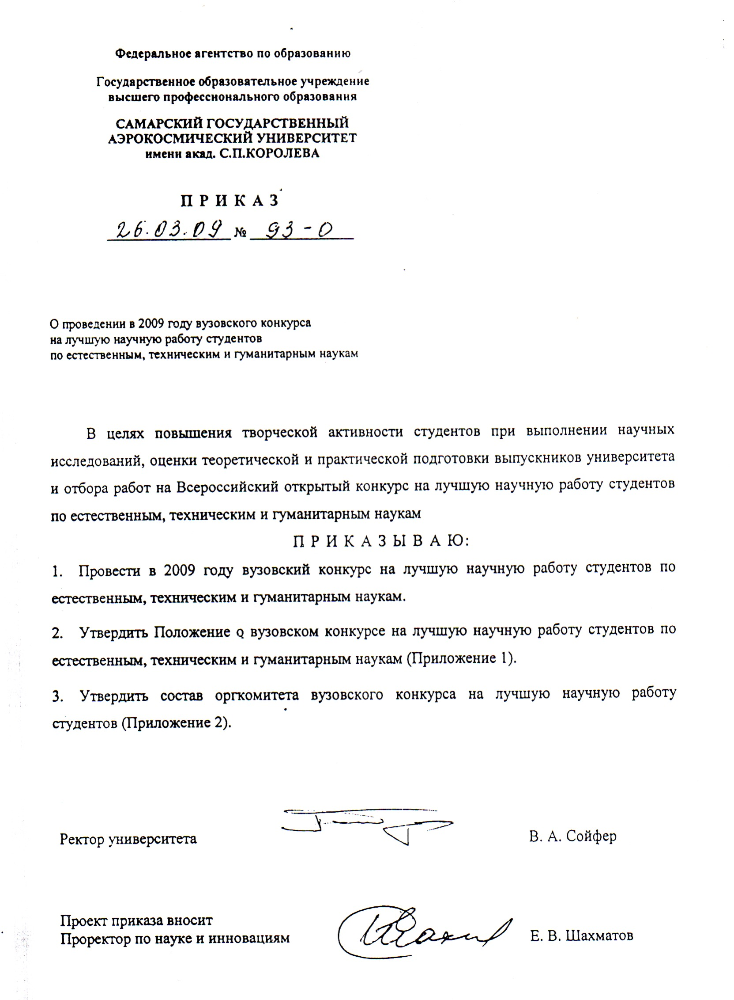 Федеральное агентство по образованию
Государственное образовательное учреждение
высшего профессионального образования
САМАРСКИЙ ГОСУДАРСТВЕННЫЙ
АЭРОКОСМИЧЕСКИЙ УНИВЕРСИТЕТ
имени акад. С.П.КОРОЛЕВА
П Р И К А З
26.03.09 № 93-О
О проведении в 2009 году вузовского конкурса
на лучшую научную работу студентов
по естественным, техническим и гуманитарным наукам
В целях повышения творческой активности студентов при выполнении научных
исследований, оценки теоретической и практической подготовки выпускников университета
и отбора работ на Всероссийский открытый конкурс на лучшую научную работу студентов
по естественным, техническим и гуманитарным наукам
П Р И К А З Ы В А Ю:
1. Провести в 2009 году вузовский конкурс на лучшую научную работу студентов по
естественным, техническим и гуманитарным наукам.
2. Утвердить Положение о вузовском конкурсе на лучшую научную работу студентов по
естественным, техническим и гуманитарным наукам (Приложение 1).
3. Утвердить состав оргкомитета вузовского конкурса на лучшую научную работу
студентов (Приложение 2).
Ректор университета В. А. Сойфер
Проект приказа вносит
Проректор по науке и инновациям Е. В. Шахматов